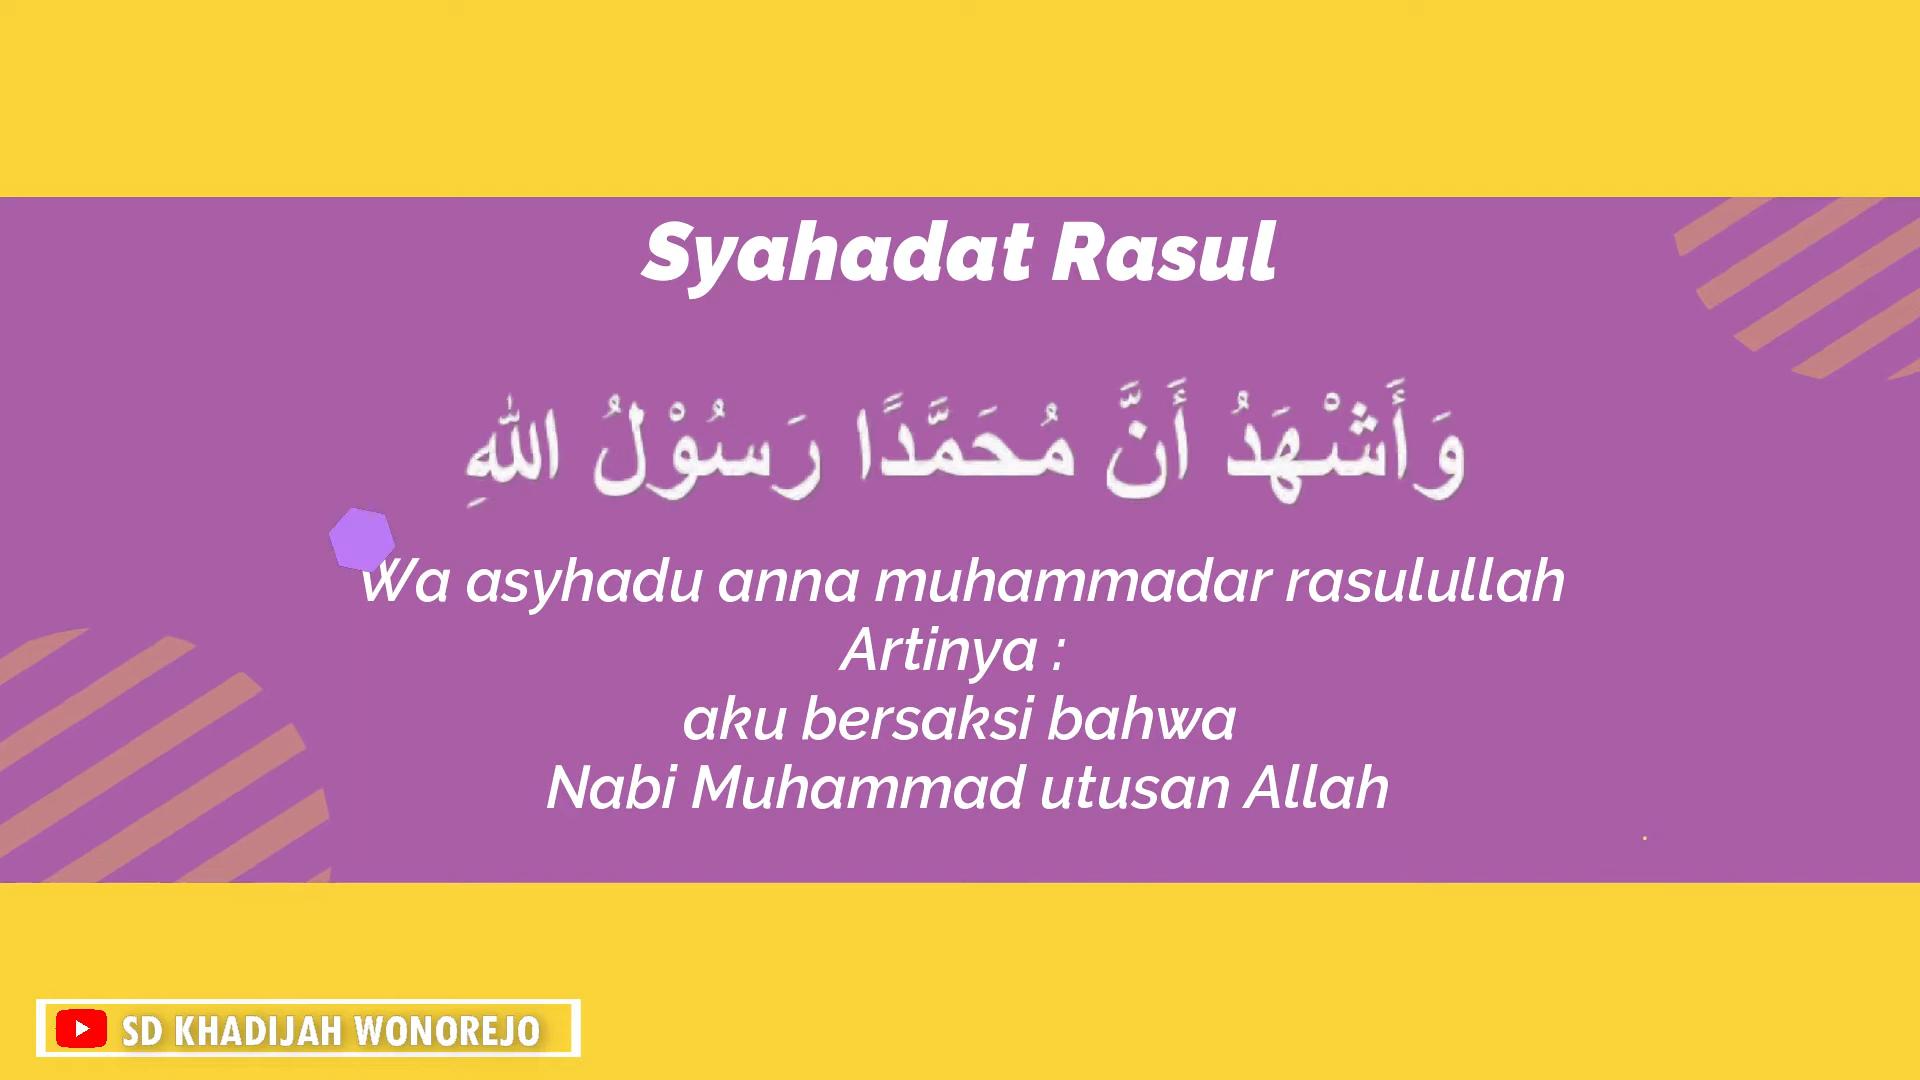 Syahadat Rasul
وَأَشْهَدُ أَنَّ مُحَمَّدًا رَسُوْلُ اللهِ
Wa asyhadu anna muhammadar rasulullah
Artinya :
aku bersaksi bahwa
Nabi Muhammad utusan Allah
SD KHADIJAH WONOREJO